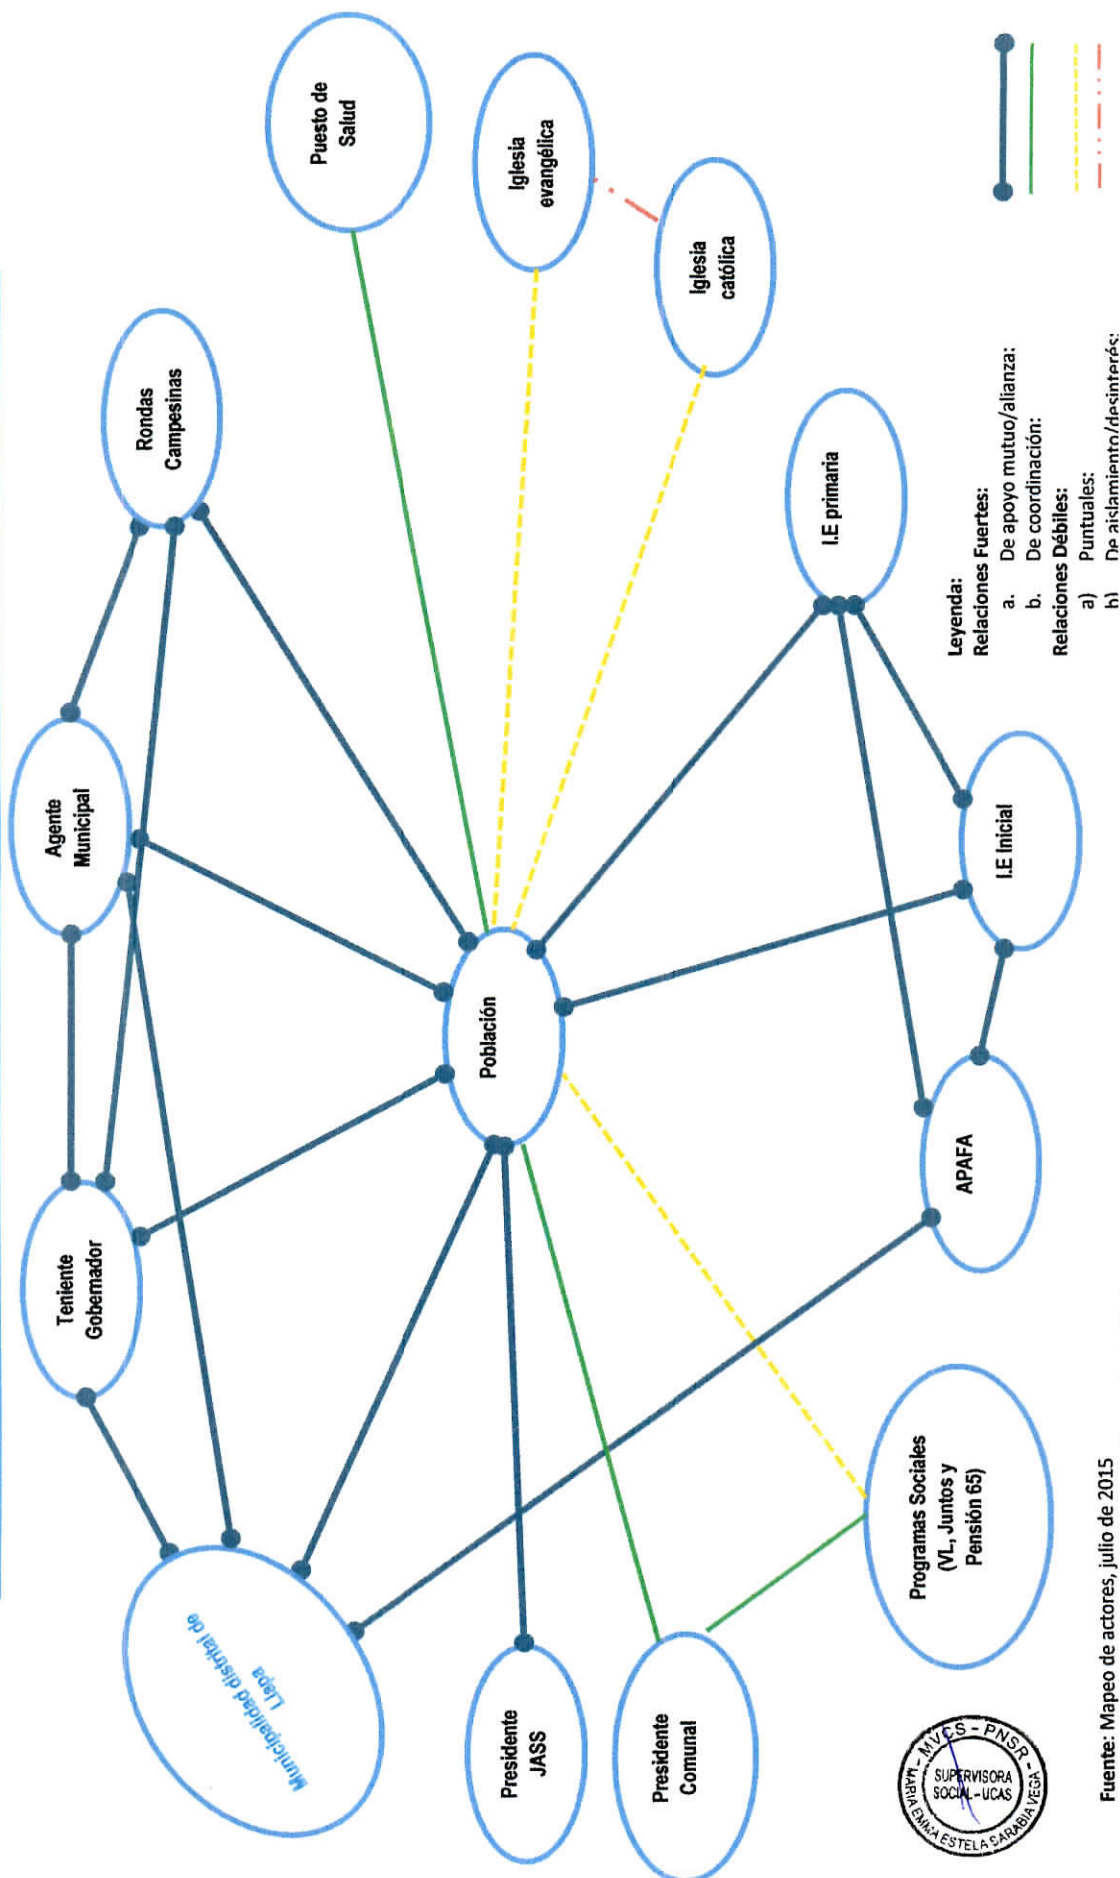 Municipalidad distrital de
Llapa
Teniente
Gobernador
Agente
Municipal
Rondas
Campesinas
Puesto de
Salud
Iglesia
evangélica
Iglesia
católica
Población
Presidente
JASS
Presidente
Comunal
Programas Sociales
(VL, Juntos y
Pensión 65)
APAFA
I.E Inicial
I.E primaria
Leyenda:
Relaciones Fuertes:
a. De apoyo mutuo/alianza:
b. De coordinación:
Relaciones Débiles:
a) Puntuales:
b) De aislamiento/desinterés:
MVCS - PNSR -
SUPERVISORA
SOCIAL - UCAS
MARIA EMMA ESTELA SARABIA VEGA
Fuente: Mapeo de actores, julio de 2015